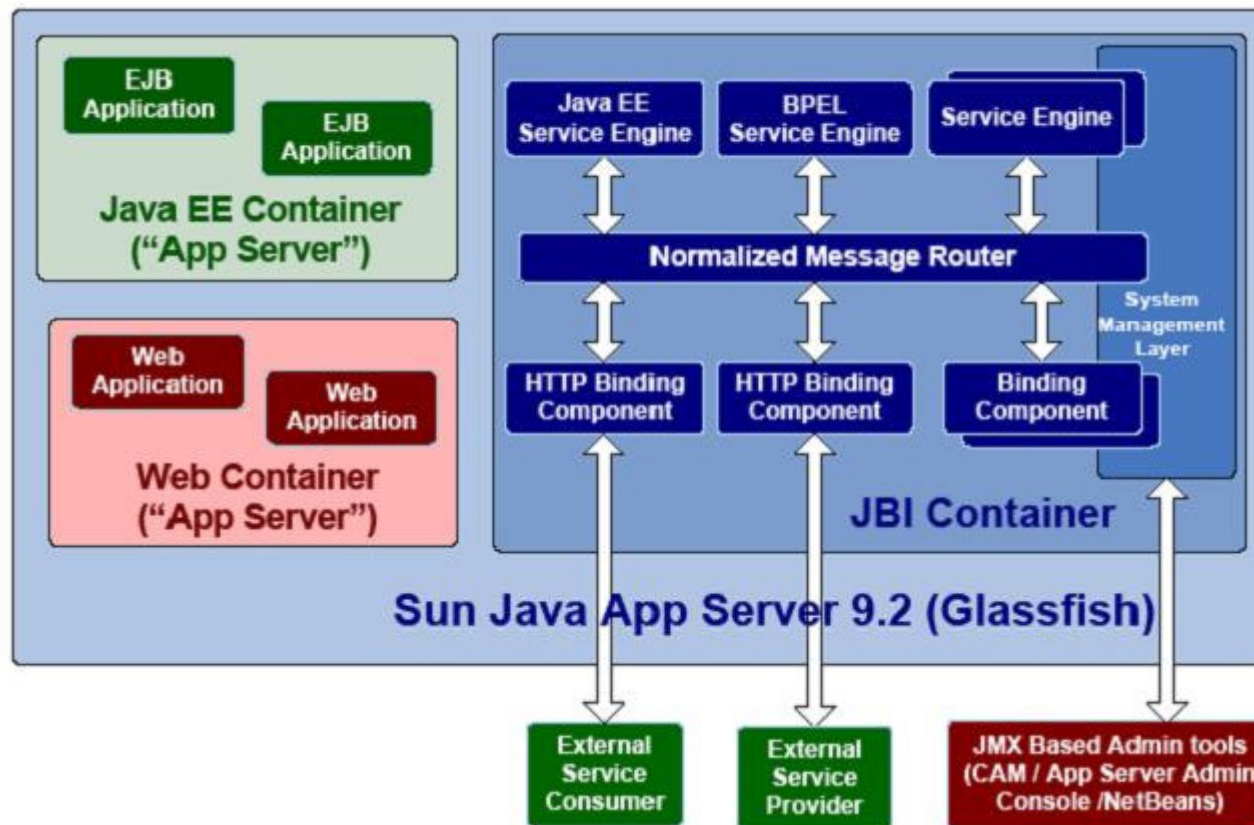 EJB
Application
EJB
Application
Java EE Container
(“App Server”)
Web
Application
Web
Application
Web Container
(“App Server”)
Java EE
Service Engine
BPEL
Service Engine
Service Engine
Normalized Message Router
System
Management
Layer
HTTP Binding
Component
HTTP Binding
Component
Binding
Component
JBI Container
Sun Java App Server 9.2 (Glassfish)
External
Service
Consumer
External
Service
Provider
JMX Based Admin tools
(CAM / App Server Admin
Console /NetBeans)